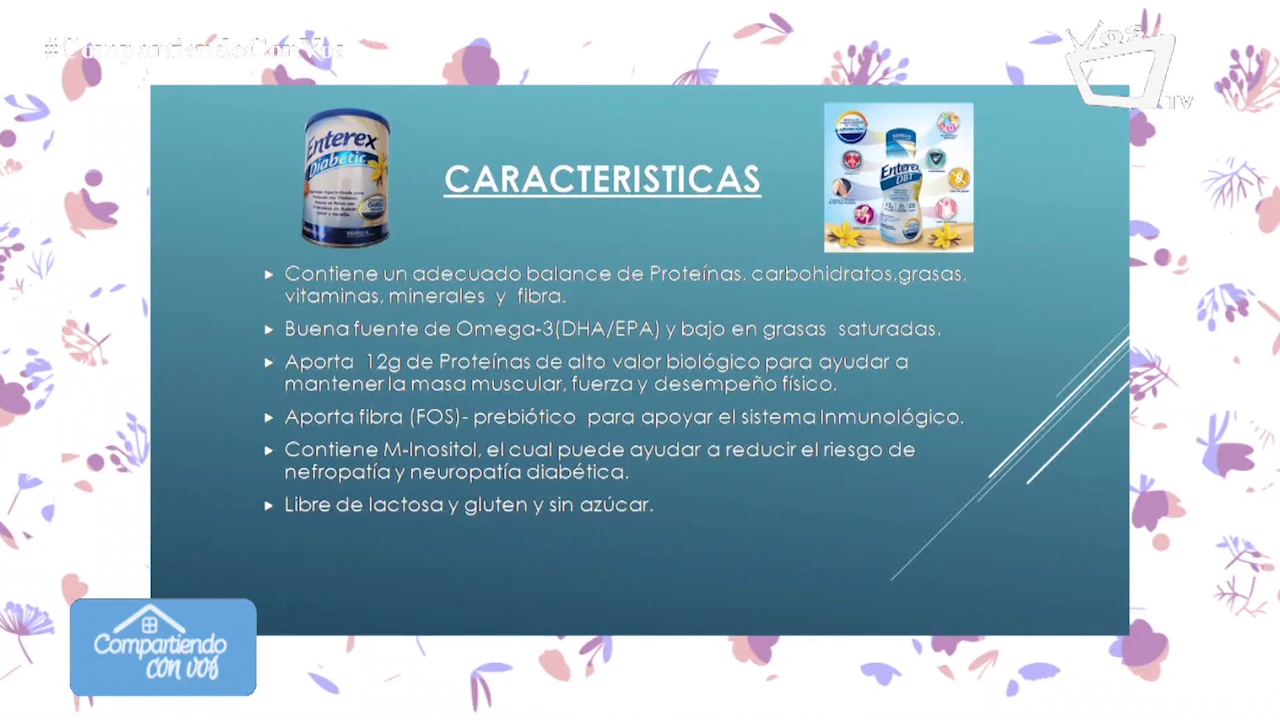 #CompartiendoConVos
VOS
TV
Enterex
Diabetic
CARACTERISTICAS
Enterex
DBT
Contiene un adecuado balance de Proteínas, carbohidratos,grasas,
vitaminas, minerales y fibra.
Buena fuente de Omega-3(DHA/EPA) y bajo en grasas saturadas.
Aporta 12g de Proteínas de alto valor biológico para ayudar a
mantener la masa muscular, fuerza y desempeño físico.
Aporta fibra (FOS)- prebiótico para apoyar el sistema Inmunológico.
Contiene M-Inositol, el cual puede ayudar a reducir el riesgo de
nefropatía y neuropatía diabética.
Libre de lactosa y gluten y sin azúcar.
Compartiendo
con vos